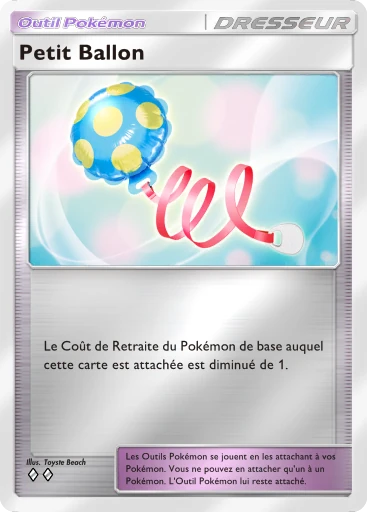 Outil Pokémon
DRESSEUR
Petit Ballon
Le Coût de Retraite du Pokémon de base auquel
cette carte est attachée est diminué de 1.
Illus. Toyste Beach
Les Outils Pokémon se jouent en les attachant à vos
Pokémon. Vous ne pouvez en attacher qu'un à un
Pokémon. L'Outil Pokémon lui reste attaché.